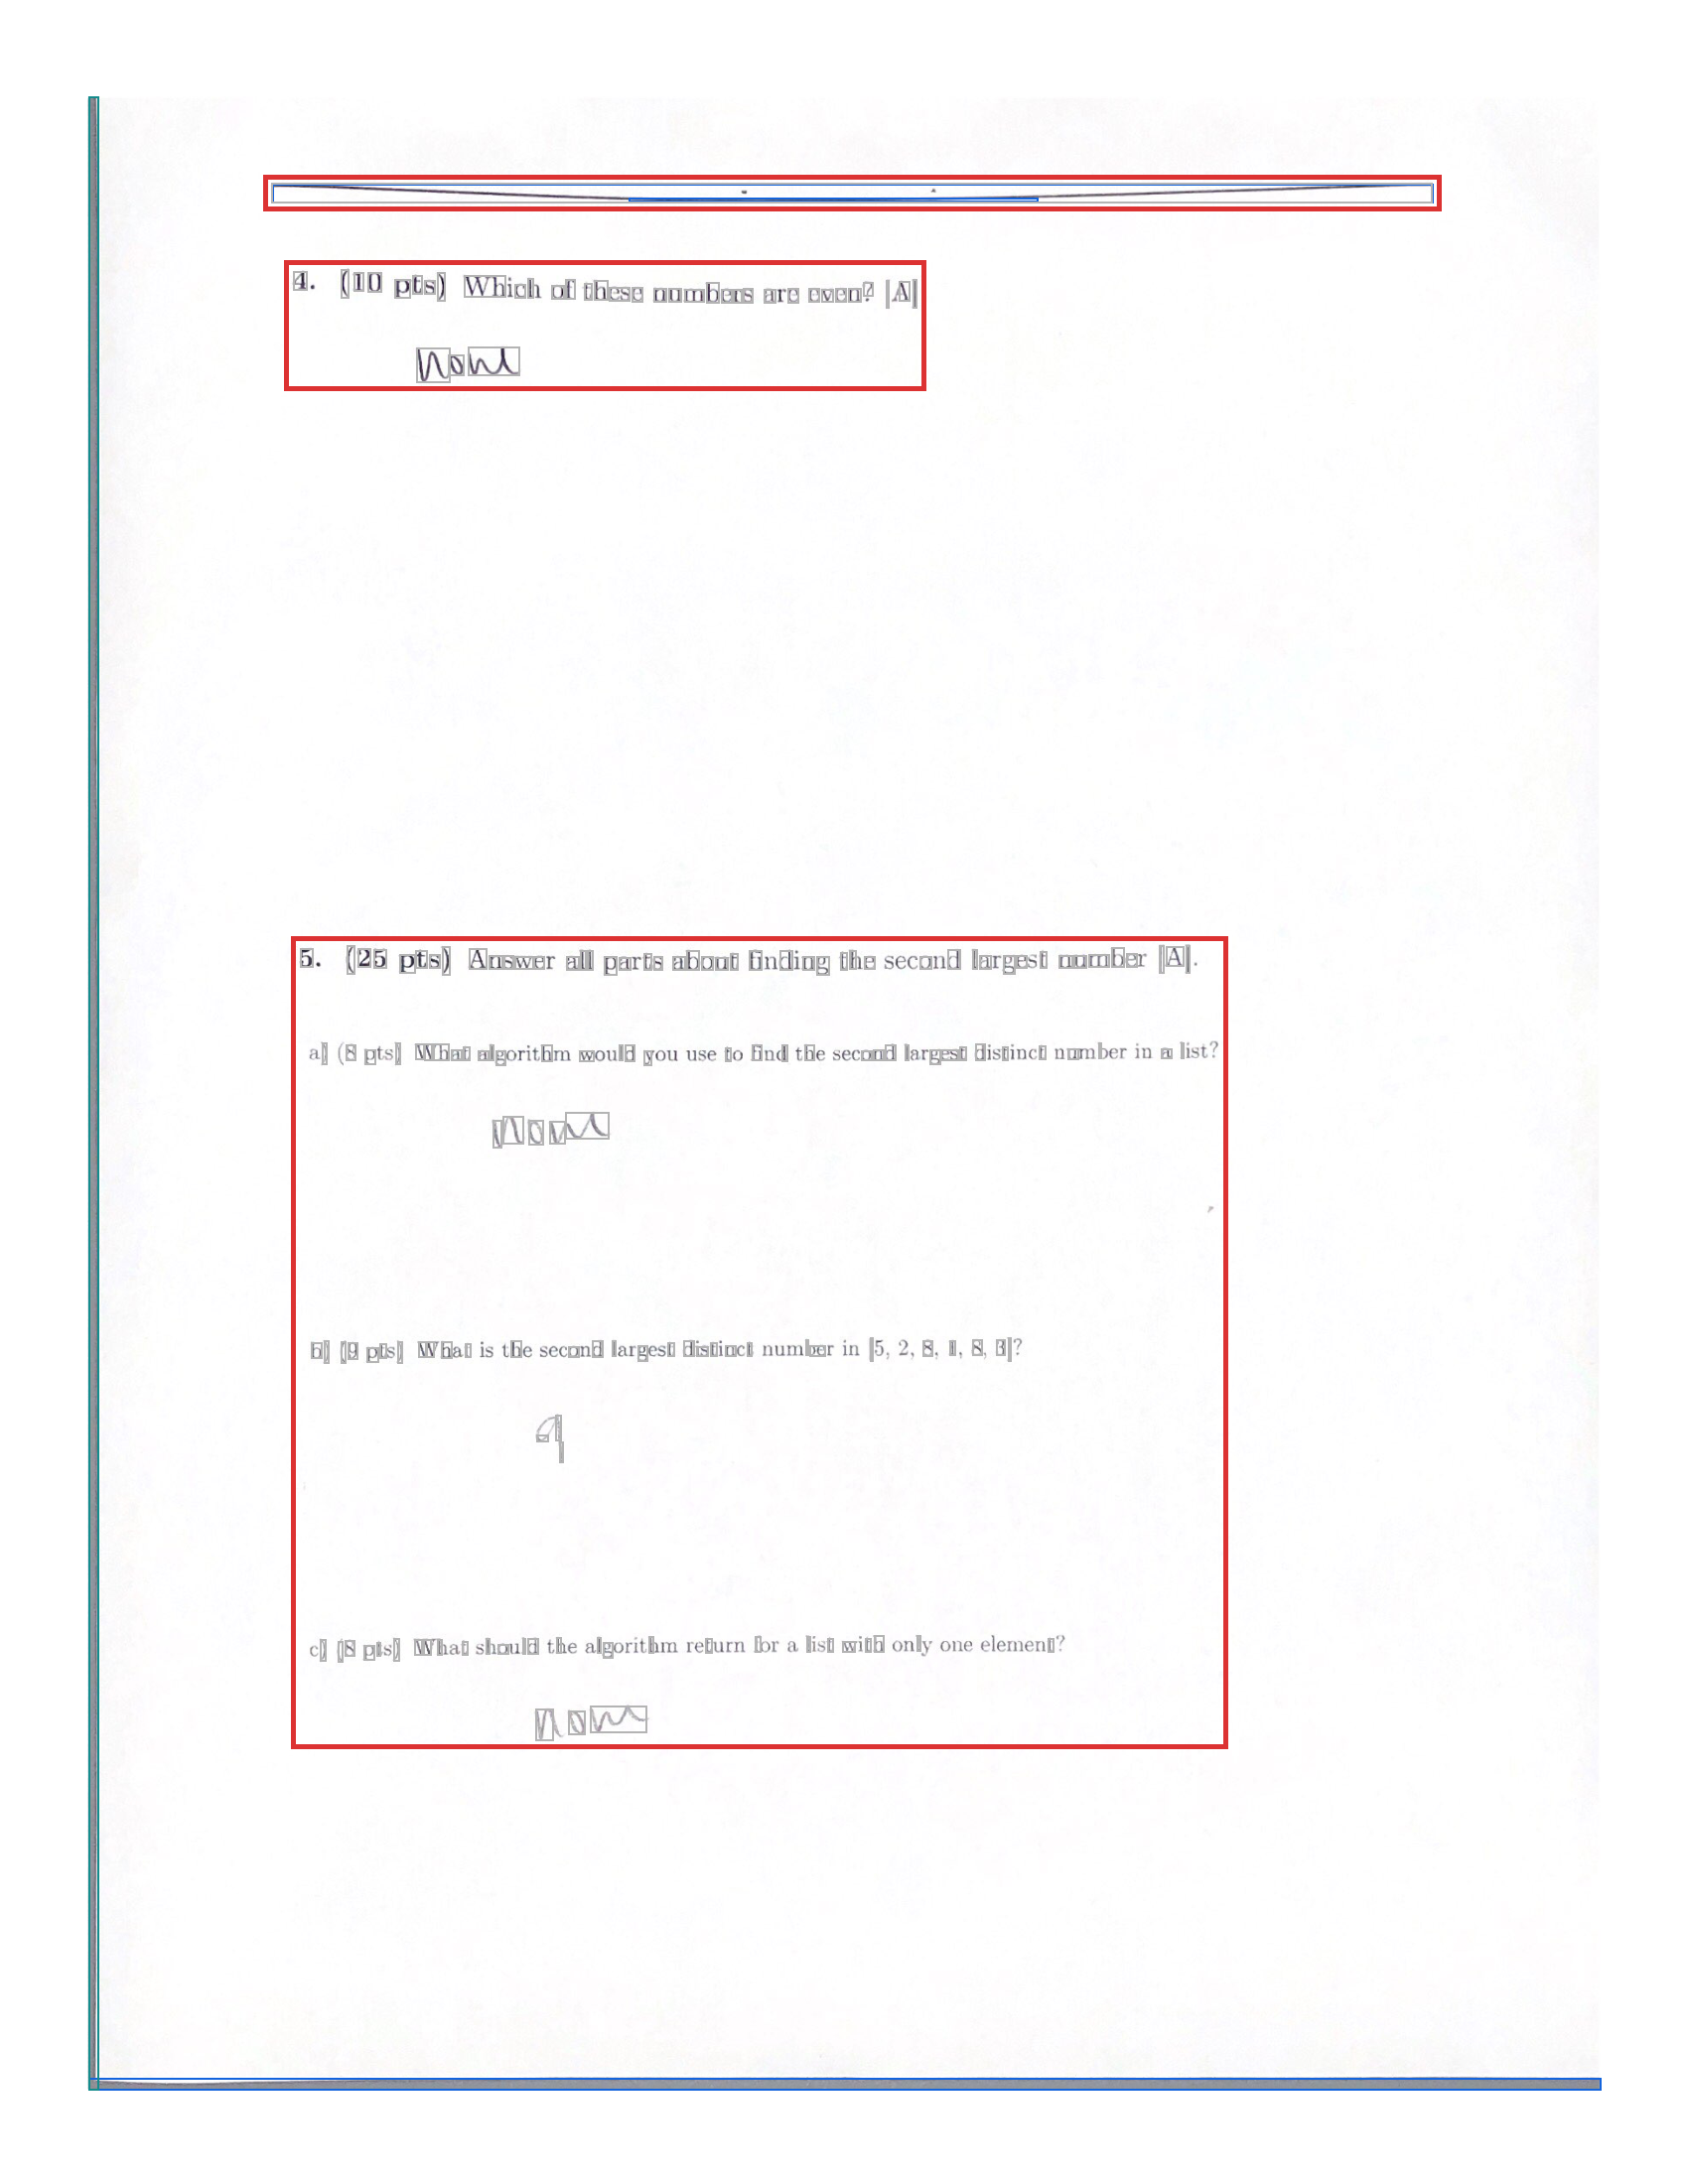 4. (10 pts) Which of these numbers are even? [A]
None
5. (25 pts) Answer all parts about finding the second largest number [A].
a) (8 pts) What algorithm would you use to find the second largest distinct number in a list?
None
b) (9 pts) What is the second largest distinct number in [5, 2, 8, 1, 8, 3]?
9
c) (8 pts) What should the algorithm return for a list with only one element?
None